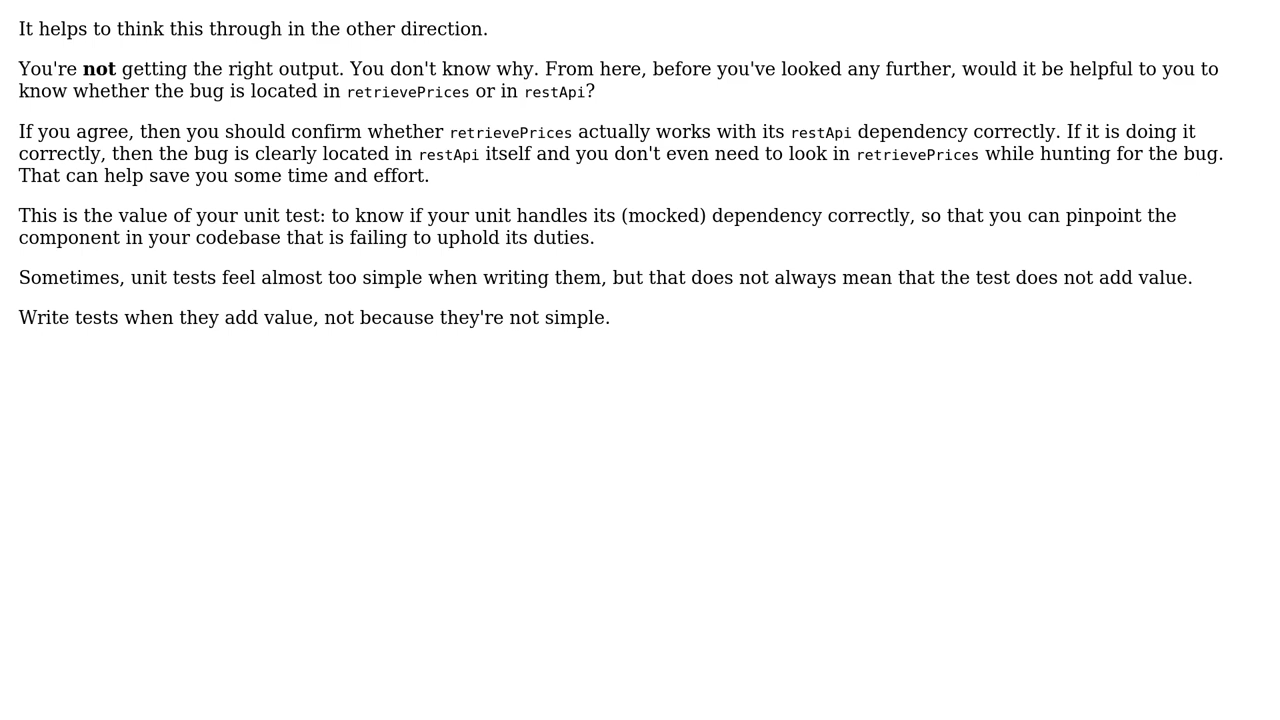 It helps to think this through in the other direction.
You're not getting the right output. You don't know why. From here, before you've looked any further, would it be helpful to you to
know whether the bug is located in retrievePrices or in restApi?
If you agree, then you should confirm whether retrievePrices actually works with its restApi dependency correctly. If it is doing it
correctly, then the bug is clearly located in restApi itself and you don't even need to look in retrievePrices while hunting for the bug.
That can help save you some time and effort.
This is the value of your unit test: to know if your unit handles its (mocked) dependency correctly, so that you can pinpoint the
component in your codebase that is failing to uphold its duties.
Sometimes, unit tests feel almost too simple when writing them, but that does not always mean that the test does not add value.
Write tests when they add value, not because they're not simple.